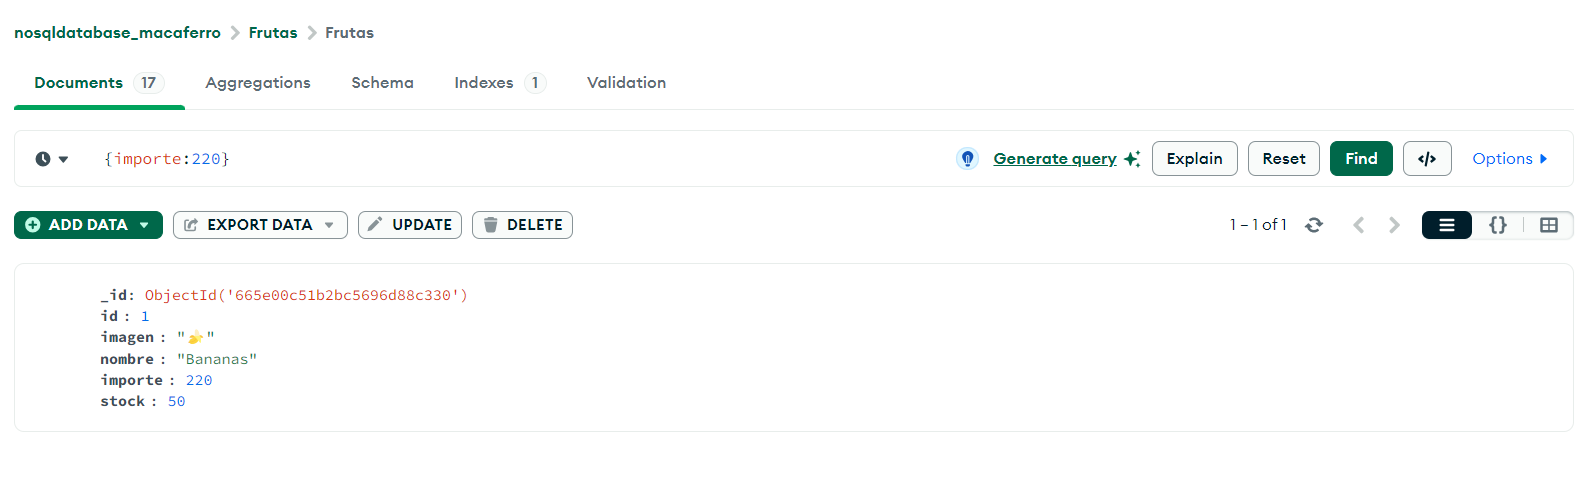 nosqldatabase_macaferro > Frutas > Frutas
Documents 17 Aggregations Schema Indexes 1 Validation
{importe:220} Generate query Explain Reset Find </> Options
ADD DATA EXPORT DATA UPDATE DELETE 1 – 1 of 1 {}
_id: ObjectId('665e00c51b2bc5696d88c330')
id : 1
imagen : "🍌"
nombre : "Bananas"
importe : 220
stock : 50